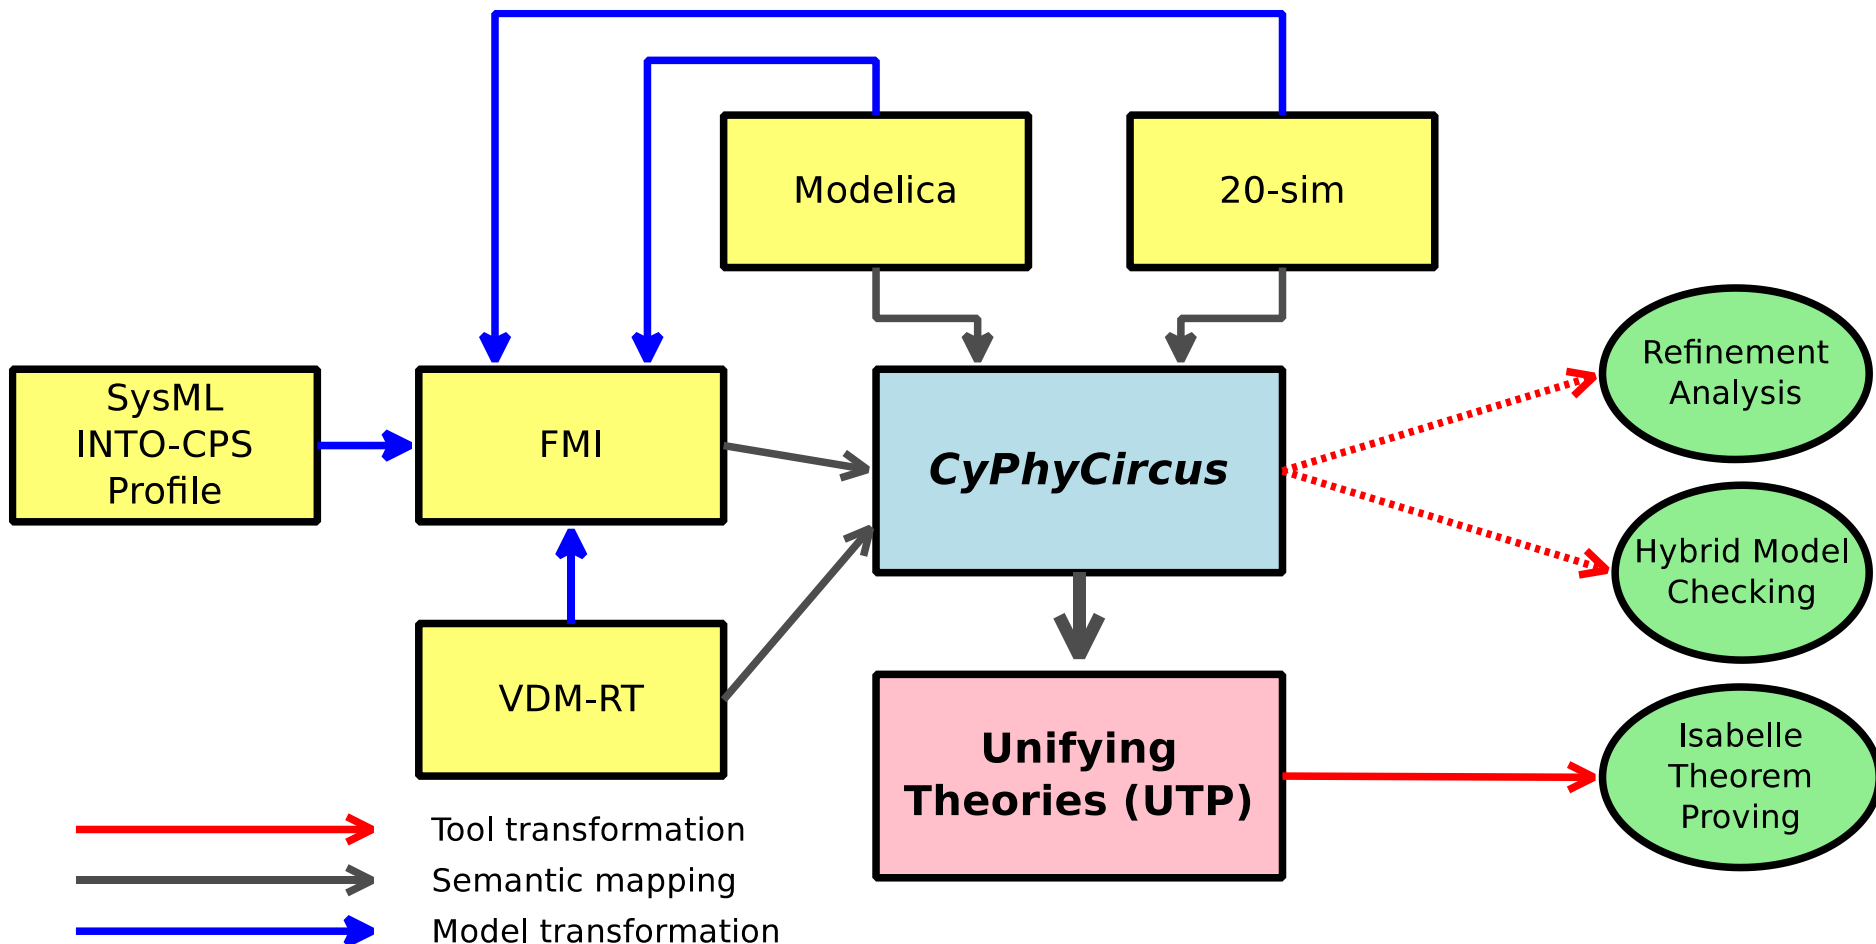 Modelica
20-sim
SysML
INTO-CPS
Profile
FMI
CyPhyCircus
Refinement
Analysis
Hybrid Model
Checking
VDM-RT
Unifying
Theories (UTP)
Isabelle
Theorem
Proving
Tool transformation
Semantic mapping
Model transformation